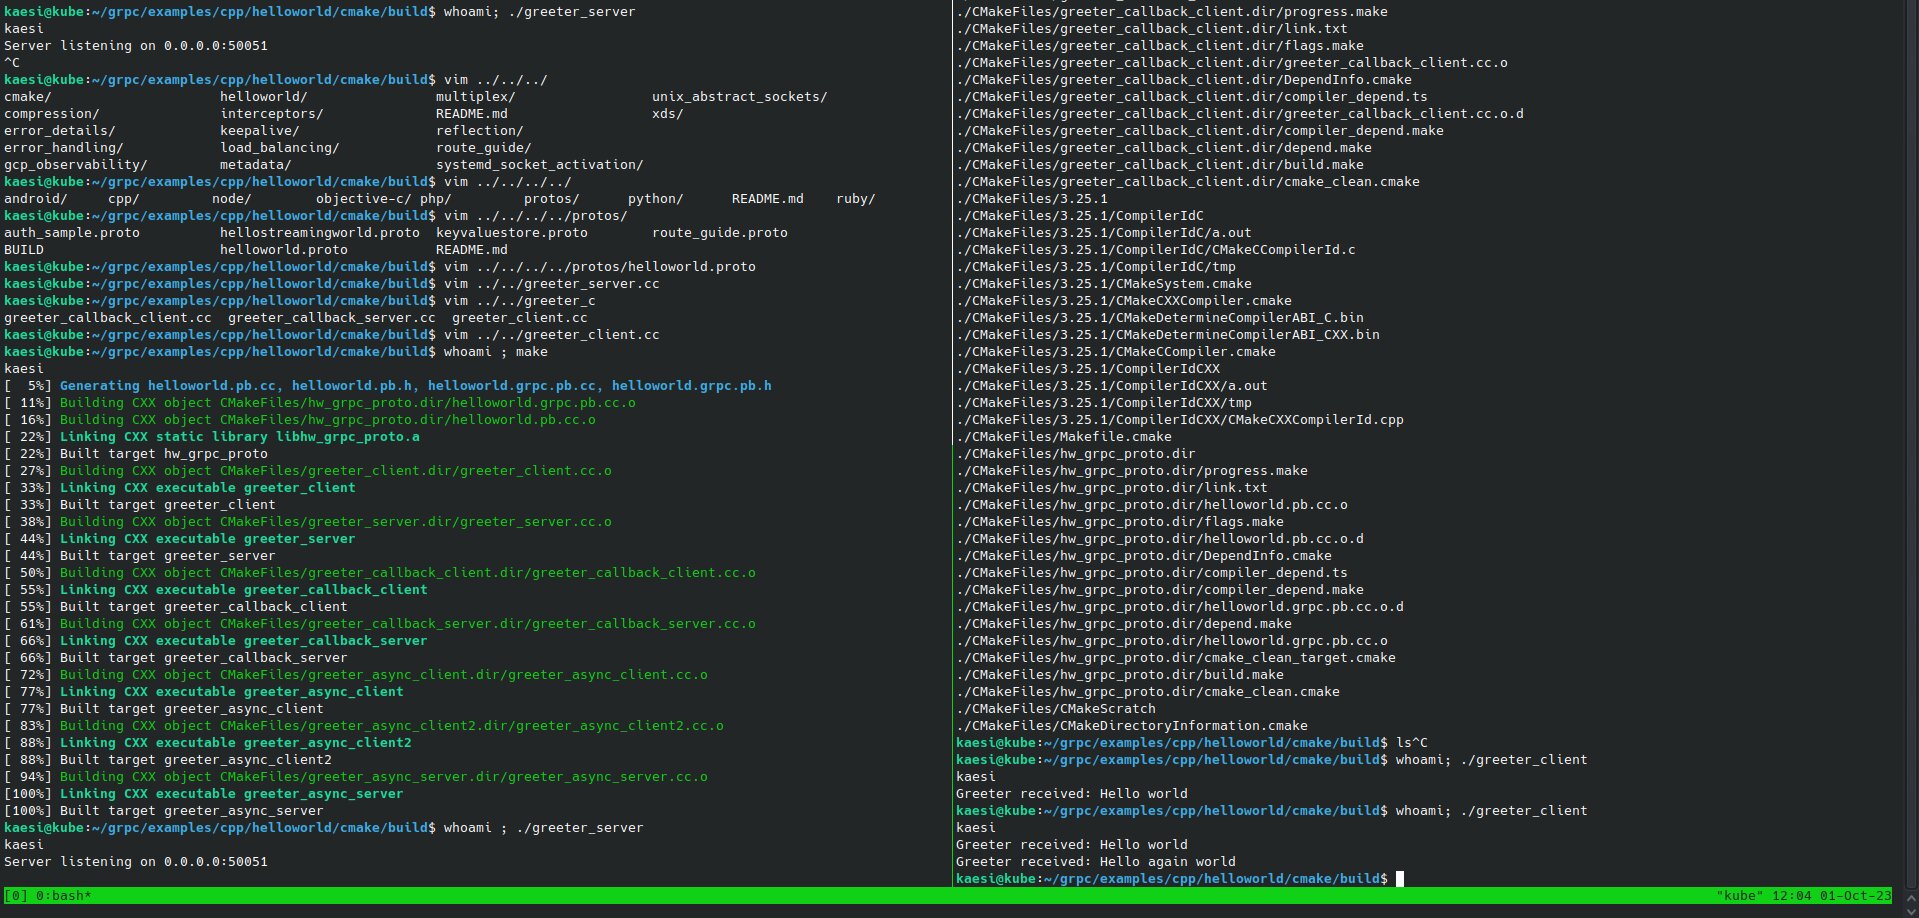 kaesi@kube:~/grpc/examples/cpp/helloworld/cmake/build$ whoami; ./greeter_server
kaesi
Server listening on 0.0.0.0:50051
^C
kaesi@kube:~/grpc/examples/cpp/helloworld/cmake/build$ vim ../../../
cmake/ helloworld/ multiplex/ unix_abstract_sockets/
compression/ interceptors/ README.md xds/
error_details/ keepalive/ reflection/
error_handling/ load_balancing/ route_guide/
gcp_observability/ metadata/ systemd_socket_activation/
kaesi@kube:~/grpc/examples/cpp/helloworld/cmake/build$ vim ../../../../
android/ cpp/ node/ objective-c/ php/ protos/ python/ README.md ruby/
kaesi@kube:~/grpc/examples/cpp/helloworld/cmake/build$ vim ../../../../protos/
auth_sample.proto hellostreamingworld.proto keyvaluestore.proto route_guide.proto
BUILD helloworld.proto README.md
kaesi@kube:~/grpc/examples/cpp/helloworld/cmake/build$ vim ../../../../protos/helloworld.proto
kaesi@kube:~/grpc/examples/cpp/helloworld/cmake/build$ vim ../../greeter_server.cc
kaesi@kube:~/grpc/examples/cpp/helloworld/cmake/build$ vim ../../greeter_c
greeter_callback_client.cc greeter_callback_server.cc greeter_client.cc
kaesi@kube:~/grpc/examples/cpp/helloworld/cmake/build$ vim ../../greeter_client.cc
kaesi@kube:~/grpc/examples/cpp/helloworld/cmake/build$ whoami ; make
kaesi
[  5%] Generating helloworld.pb.cc, helloworld.pb.h, helloworld.grpc.pb.cc, helloworld.grpc.pb.h
[ 11%] Building CXX object CMakeFiles/hw_grpc_proto.dir/helloworld.grpc.pb.cc.o
[ 16%] Building CXX object CMakeFiles/hw_grpc_proto.dir/helloworld.pb.cc.o
[ 22%] Linking CXX static library libhw_grpc_proto.a
[ 22%] Built target hw_grpc_proto
[ 27%] Building CXX object CMakeFiles/greeter_client.dir/greeter_client.cc.o
[ 33%] Linking CXX executable greeter_client
[ 33%] Built target greeter_client
[ 38%] Building CXX object CMakeFiles/greeter_server.dir/greeter_server.cc.o
[ 44%] Linking CXX executable greeter_server
[ 44%] Built target greeter_server
[ 50%] Building CXX object CMakeFiles/greeter_callback_client.dir/greeter_callback_client.cc.o
[ 55%] Linking CXX executable greeter_callback_client
[ 55%] Built target greeter_callback_client
[ 61%] Building CXX object CMakeFiles/greeter_callback_server.dir/greeter_callback_server.cc.o
[ 66%] Linking CXX executable greeter_callback_server
[ 66%] Built target greeter_callback_server
[ 72%] Building CXX object CMakeFiles/greeter_async_client.dir/greeter_async_client.cc.o
[ 77%] Linking CXX executable greeter_async_client
[ 77%] Built target greeter_async_client
[ 83%] Building CXX object CMakeFiles/greeter_async_client2.dir/greeter_async_client2.cc.o
[ 88%] Linking CXX executable greeter_async_client2
[ 88%] Built target greeter_async_client2
[ 94%] Building CXX object CMakeFiles/greeter_async_server.dir/greeter_async_server.cc.o
[100%] Linking CXX executable greeter_async_server
[100%] Built target greeter_async_server
kaesi@kube:~/grpc/examples/cpp/helloworld/cmake/build$ whoami ; ./greeter_server
kaesi
Server listening on 0.0.0.0:50051
./CMakeFiles/greeter_callback_client.dir/progress.make
./CMakeFiles/greeter_callback_client.dir/link.txt
./CMakeFiles/greeter_callback_client.dir/flags.make
./CMakeFiles/greeter_callback_client.dir/greeter_callback_client.cc.o
./CMakeFiles/greeter_callback_client.dir/DependInfo.cmake
./CMakeFiles/greeter_callback_client.dir/compiler_depend.ts
./CMakeFiles/greeter_callback_client.dir/greeter_callback_client.cc.o.d
./CMakeFiles/greeter_callback_client.dir/compiler_depend.make
./CMakeFiles/greeter_callback_client.dir/depend.make
./CMakeFiles/greeter_callback_client.dir/build.make
./CMakeFiles/greeter_callback_client.dir/cmake_clean.cmake
./CMakeFiles/3.25.1
./CMakeFiles/3.25.1/CompilerIdC
./CMakeFiles/3.25.1/CompilerIdC/a.out
./CMakeFiles/3.25.1/CompilerIdC/CMakeCCompilerId.c
./CMakeFiles/3.25.1/CompilerIdC/tmp
./CMakeFiles/3.25.1/CMakeSystem.cmake
./CMakeFiles/3.25.1/CMakeCXXCompiler.cmake
./CMakeFiles/3.25.1/CMakeDetermineCompilerABI_C.bin
./CMakeFiles/3.25.1/CMakeDetermineCompilerABI_CXX.bin
./CMakeFiles/3.25.1/CMakeCCompiler.cmake
./CMakeFiles/3.25.1/CompilerIdCXX
./CMakeFiles/3.25.1/CompilerIdCXX/a.out
./CMakeFiles/3.25.1/CompilerIdCXX/tmp
./CMakeFiles/3.25.1/CompilerIdCXX/CMakeCXXCompilerId.cpp
./CMakeFiles/Makefile.cmake
./CMakeFiles/hw_grpc_proto.dir
./CMakeFiles/hw_grpc_proto.dir/progress.make
./CMakeFiles/hw_grpc_proto.dir/link.txt
./CMakeFiles/hw_grpc_proto.dir/helloworld.pb.cc.o
./CMakeFiles/hw_grpc_proto.dir/flags.make
./CMakeFiles/hw_grpc_proto.dir/helloworld.pb.cc.o.d
./CMakeFiles/hw_grpc_proto.dir/DependInfo.cmake
./CMakeFiles/hw_grpc_proto.dir/compiler_depend.ts
./CMakeFiles/hw_grpc_proto.dir/compiler_depend.make
./CMakeFiles/hw_grpc_proto.dir/helloworld.grpc.pb.cc.o.d
./CMakeFiles/hw_grpc_proto.dir/depend.make
./CMakeFiles/hw_grpc_proto.dir/helloworld.grpc.pb.cc.o
./CMakeFiles/hw_grpc_proto.dir/cmake_clean_target.cmake
./CMakeFiles/hw_grpc_proto.dir/build.make
./CMakeFiles/hw_grpc_proto.dir/cmake_clean.cmake
./CMakeFiles/CMakeScratch
./CMakeFiles/CMakeDirectoryInformation.cmake
kaesi@kube:~/grpc/examples/cpp/helloworld/cmake/build$ ls^C
kaesi@kube:~/grpc/examples/cpp/helloworld/cmake/build$ whoami; ./greeter_client
kaesi
Greeter received: Hello world
kaesi@kube:~/grpc/examples/cpp/helloworld/cmake/build$ whoami; ./greeter_client
kaesi
Greeter received: Hello world
Greeter received: Hello again world
kaesi@kube:~/grpc/examples/cpp/helloworld/cmake/build$
[0] 0:bash* "kube" 12:04 01-Oct-23